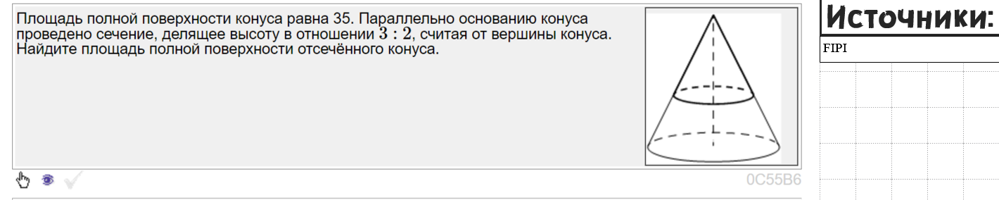 Площадь полной поверхности конуса равна 35. Параллельно основанию конуса
проведено сечение, делящее высоту в отношении 3 : 2, считая от вершины конуса.
Найдите площадь полной поверхности отсечённого конуса.
0C55B6
Источники:
FIPI